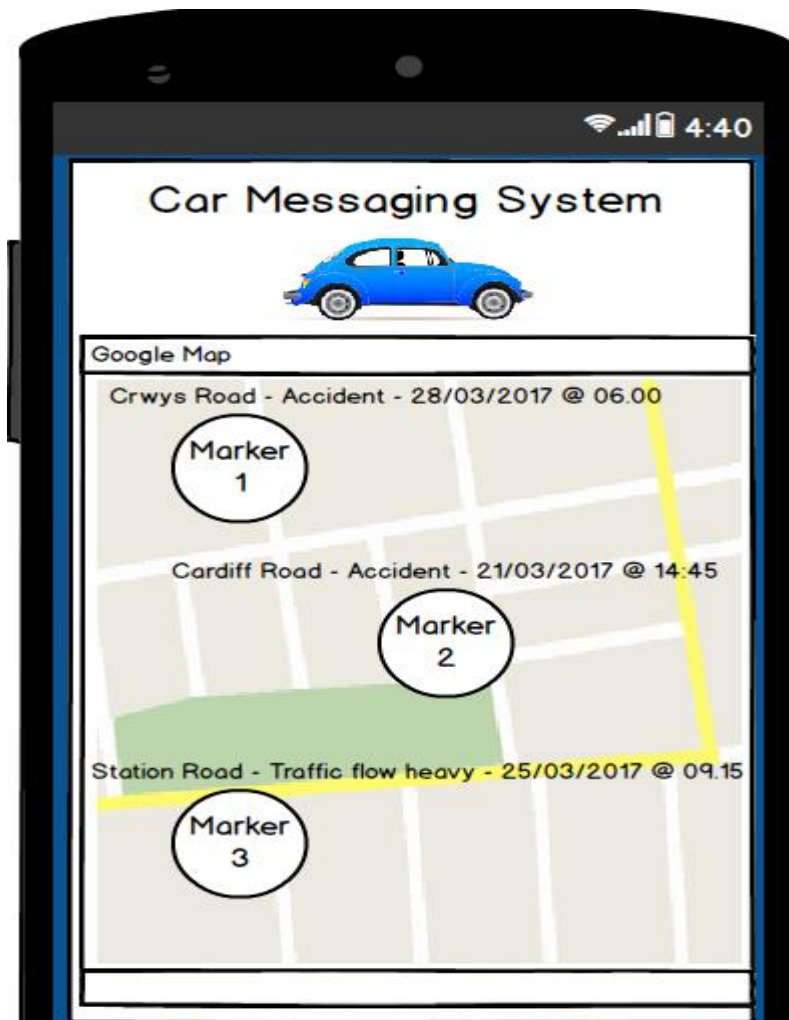 4:40
Car Messaging System
Google Map
Crwys Road - Accident - 28/03/2017 @ 06.00
Marker
1
Cardiff Road - Accident - 21/03/2017 @ 14:45
Marker
2
Station Road - Traffic flow heavy - 25/03/2017 @ 09.15
Marker
3